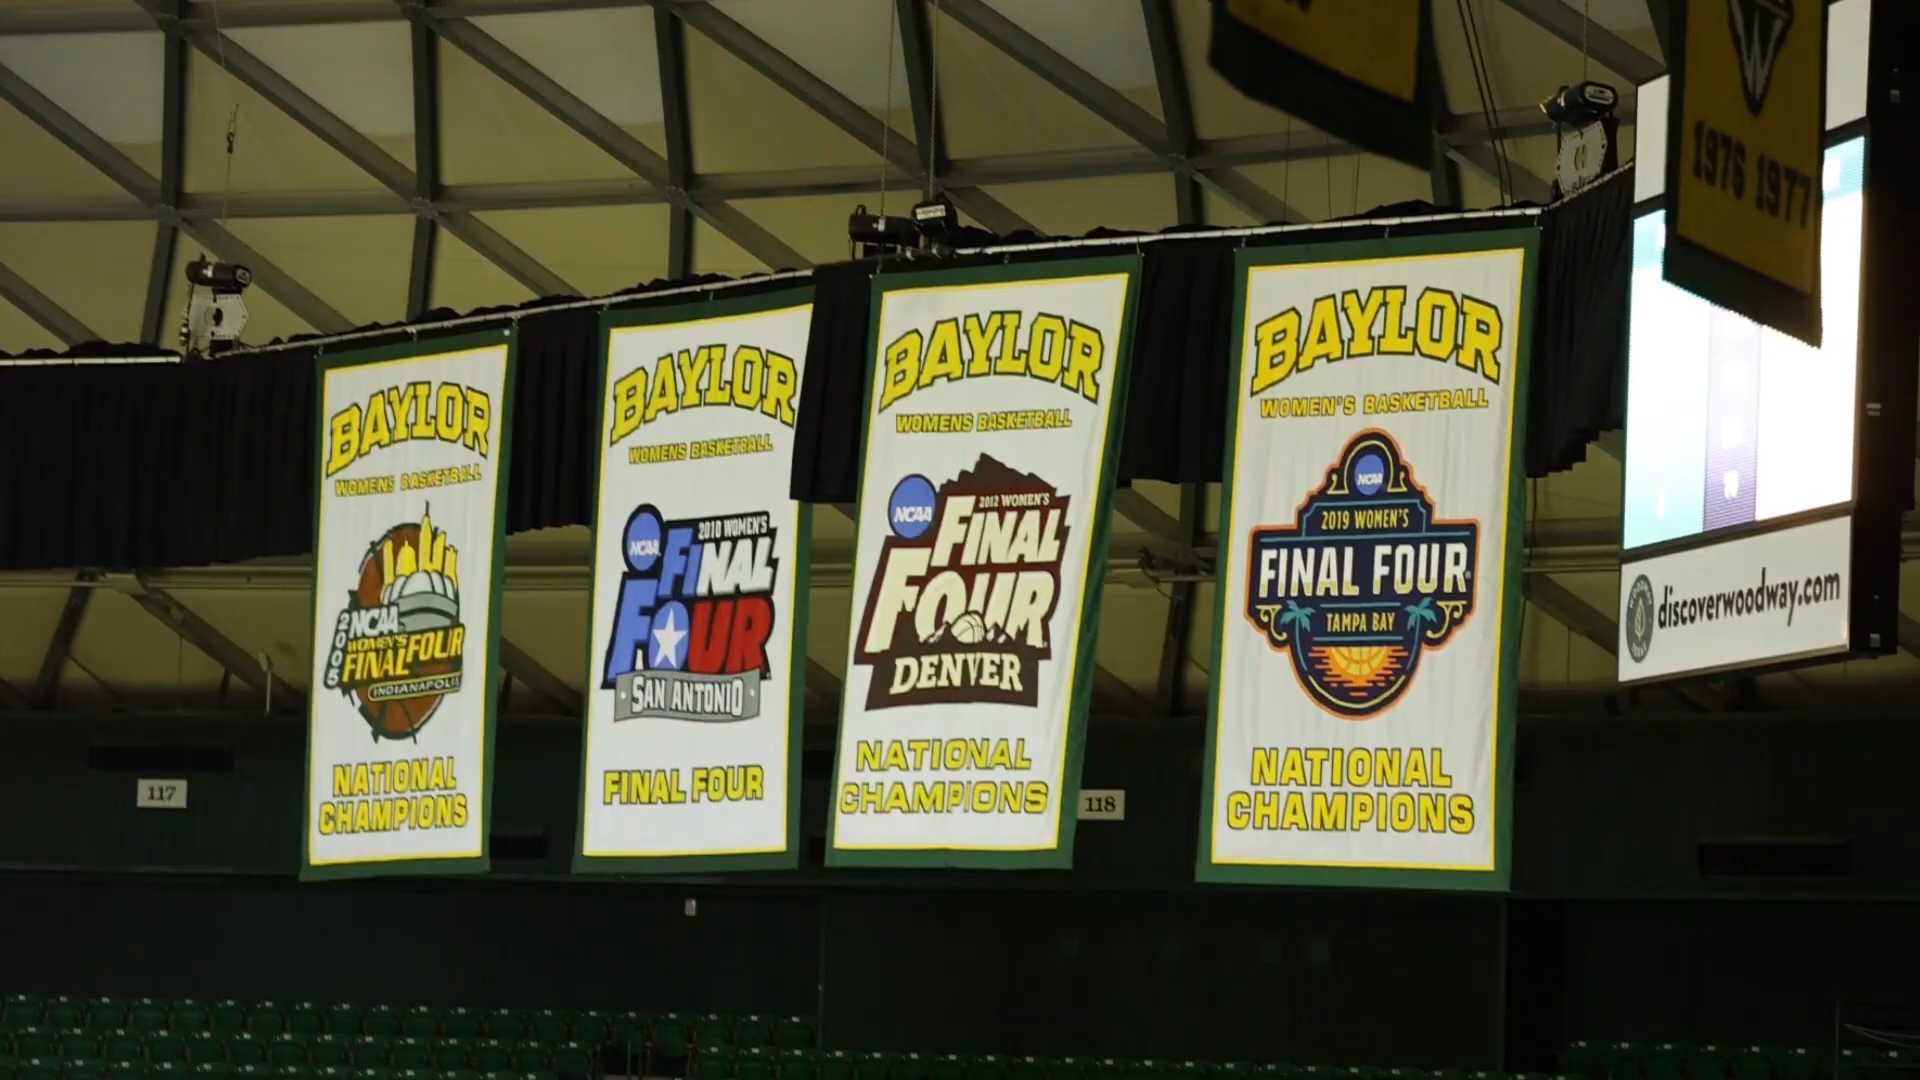 BAYLOR
WOMENS BASKETBALL
2005
NCAA
WOMEN'S
FINAL FOUR
INDIANAPOLIS
NATIONAL
CHAMPIONS
BAYLOR
WOMENS BASKETBALL
NCAA
2010 WOMEN'S
FINAL
FOUR
SAN ANTONIO
FINAL FOUR
BAYLOR
WOMENS BASKETBALL
NCAA
2012 WOMEN'S
FINAL
FOUR
DENVER
NATIONAL
CHAMPIONS
BAYLOR
WOMEN'S BASKETBALL
NCAA
2019 WOMEN'S
FINAL FOUR
TAMPA BAY
NATIONAL
CHAMPIONS
W
1976 1977
discoverwoodway.com
117
118